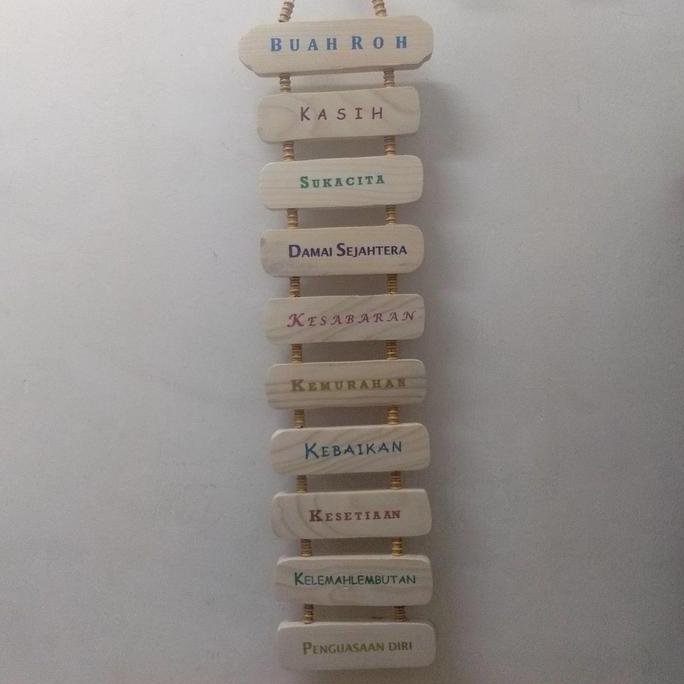 BUAH ROH
KASIH
SUKACITA
DAMAI SEJAHTERA
KESABARAN
KEMURAHAN
KEBAIKAN
KESETIAAN
KELEMAHLEMBUTAN
PENGUASAAN DIRI